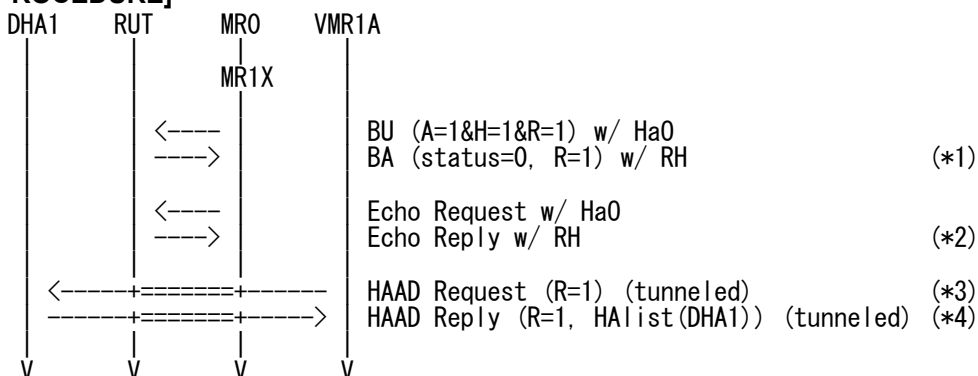 ROCEDURE]
DHA1 RUT MR0 VMR1A
MR1X
<---- BU (A=1&H=1&R=1) w/ HaO
----> BA (status=0, R=1) w/ RH (*1)
<---- Echo Request w/ HaO
----> Echo Reply w/ RH (*2)
<-----+=======+------ HAAD Request (R=1) (tunneled) (*3)
------+=======+-----> HAAD Reply (R=1, HAlist(DHA1)) (tunneled) (*4)
V V V V